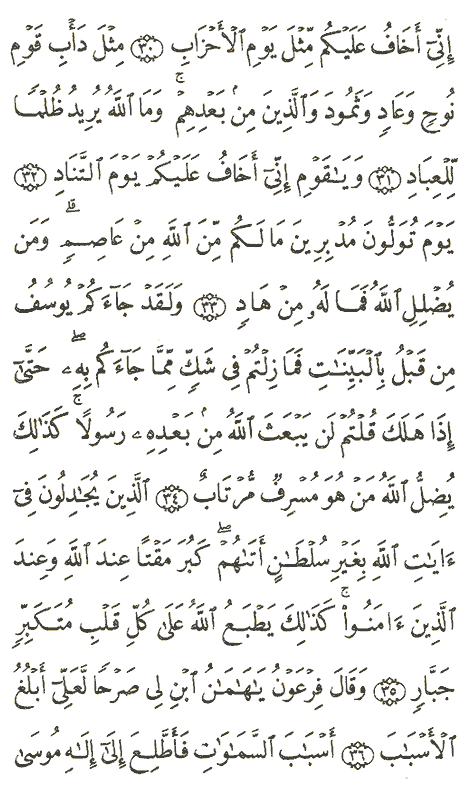 إِنِّىٓ أَخَافُ عَلَيْكُم مِّثْلَ يَوْمِ ٱلْأَحْزَابِ ۝٣٠ مِثْلَ دَأْبِ قَوْمِ
نُوحٍ وَعَادٍ وَثَمُودَ وَٱلَّذِينَ مِنۢ بَعْدِهِمْ ۚ وَمَا ٱللَّهُ يُرِيدُ ظُلْمًا
لِّلْعِبَادِ ۝٣١ وَيَـٰقَوْمِ إِنِّىٓ أَخَافُ عَلَيْكُمْ يَوْمَ ٱلتَّنَادِ ۝٣٢
يَوْمَ تُوَلُّونَ مُدْبِرِينَ مَا لَكُم مِّنَ ٱللَّهِ مِنْ عَاصِمٍ ۗ وَمَن
يُضْلِلِ ٱللَّهُ فَمَا لَهُۥ مِنْ هَادٍ ۝٣٣ وَلَقَدْ جَآءَكُمْ يُوسُفُ
مِن قَبْلُ بِٱلْبَيِّنَـٰتِ فَمَا زِلْتُمْ فِى شَكٍّ مِّمَّا جَآءَكُم بِهِۦ ۖ حَتَّىٰٓ
إِذَا هَلَكَ قُلْتُمْ لَن يَبْعَثَ ٱللَّهُ مِنۢ بَعْدِهِۦ رَسُولًا ۚ كَذَٰلِكَ
يُضِلُّ ٱللَّهُ مَنْ هُوَ مُسْرِفٌ مُّرْتَابٌ ۝٣٤ ٱلَّذِينَ يُجَـٰدِلُونَ فِىٓ
ءَايَـٰتِ ٱللَّهِ بِغَيْرِ سُلْطَـٰنٍ أَتَىٰهُمْ ۖ كَبُرَ مَقْتًا عِندَ ٱللَّهِ وَعِندَ
ٱلَّذِينَ ءَامَنُوا۟ ۚ كَذَٰلِكَ يَطْبَعُ ٱللَّهُ عَلَىٰ كُلِّ قَلْبِ مُتَكَبِّرٍ
جَبَّارٍ ۝٣٥ وَقَالَ فِرْعَوْنُ يَـٰهَـٰمَـٰنُ ٱبْنِ لِى صَرْحًا لَّعَلِّىٓ أَبْلُغُ
ٱلْأَسْبَـٰبَ ۝٣٦ أَسْبَـٰبَ ٱلسَّمَـٰوَٰتِ فَأَطَّلِعَ إِلَىٰٓ إِلَـٰهِ مُوسَىٰ